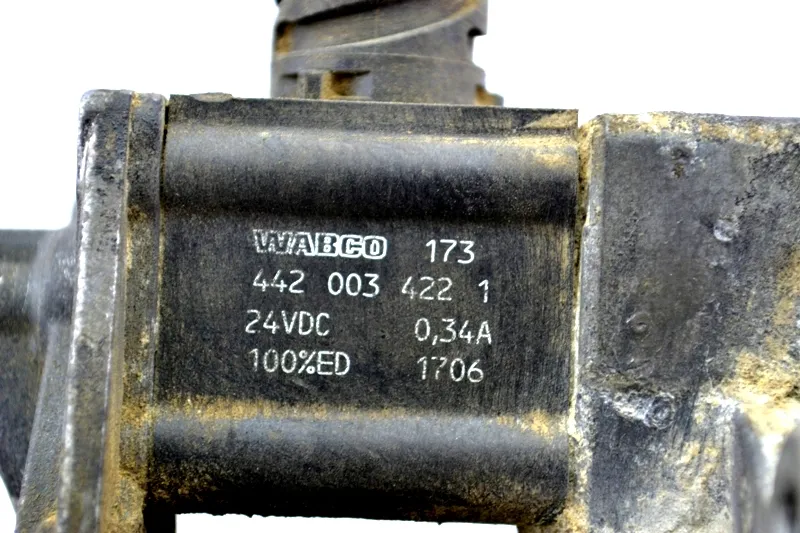 WABCO 173
442 003 422 1
24VDC 0,34A
100%ED 1706